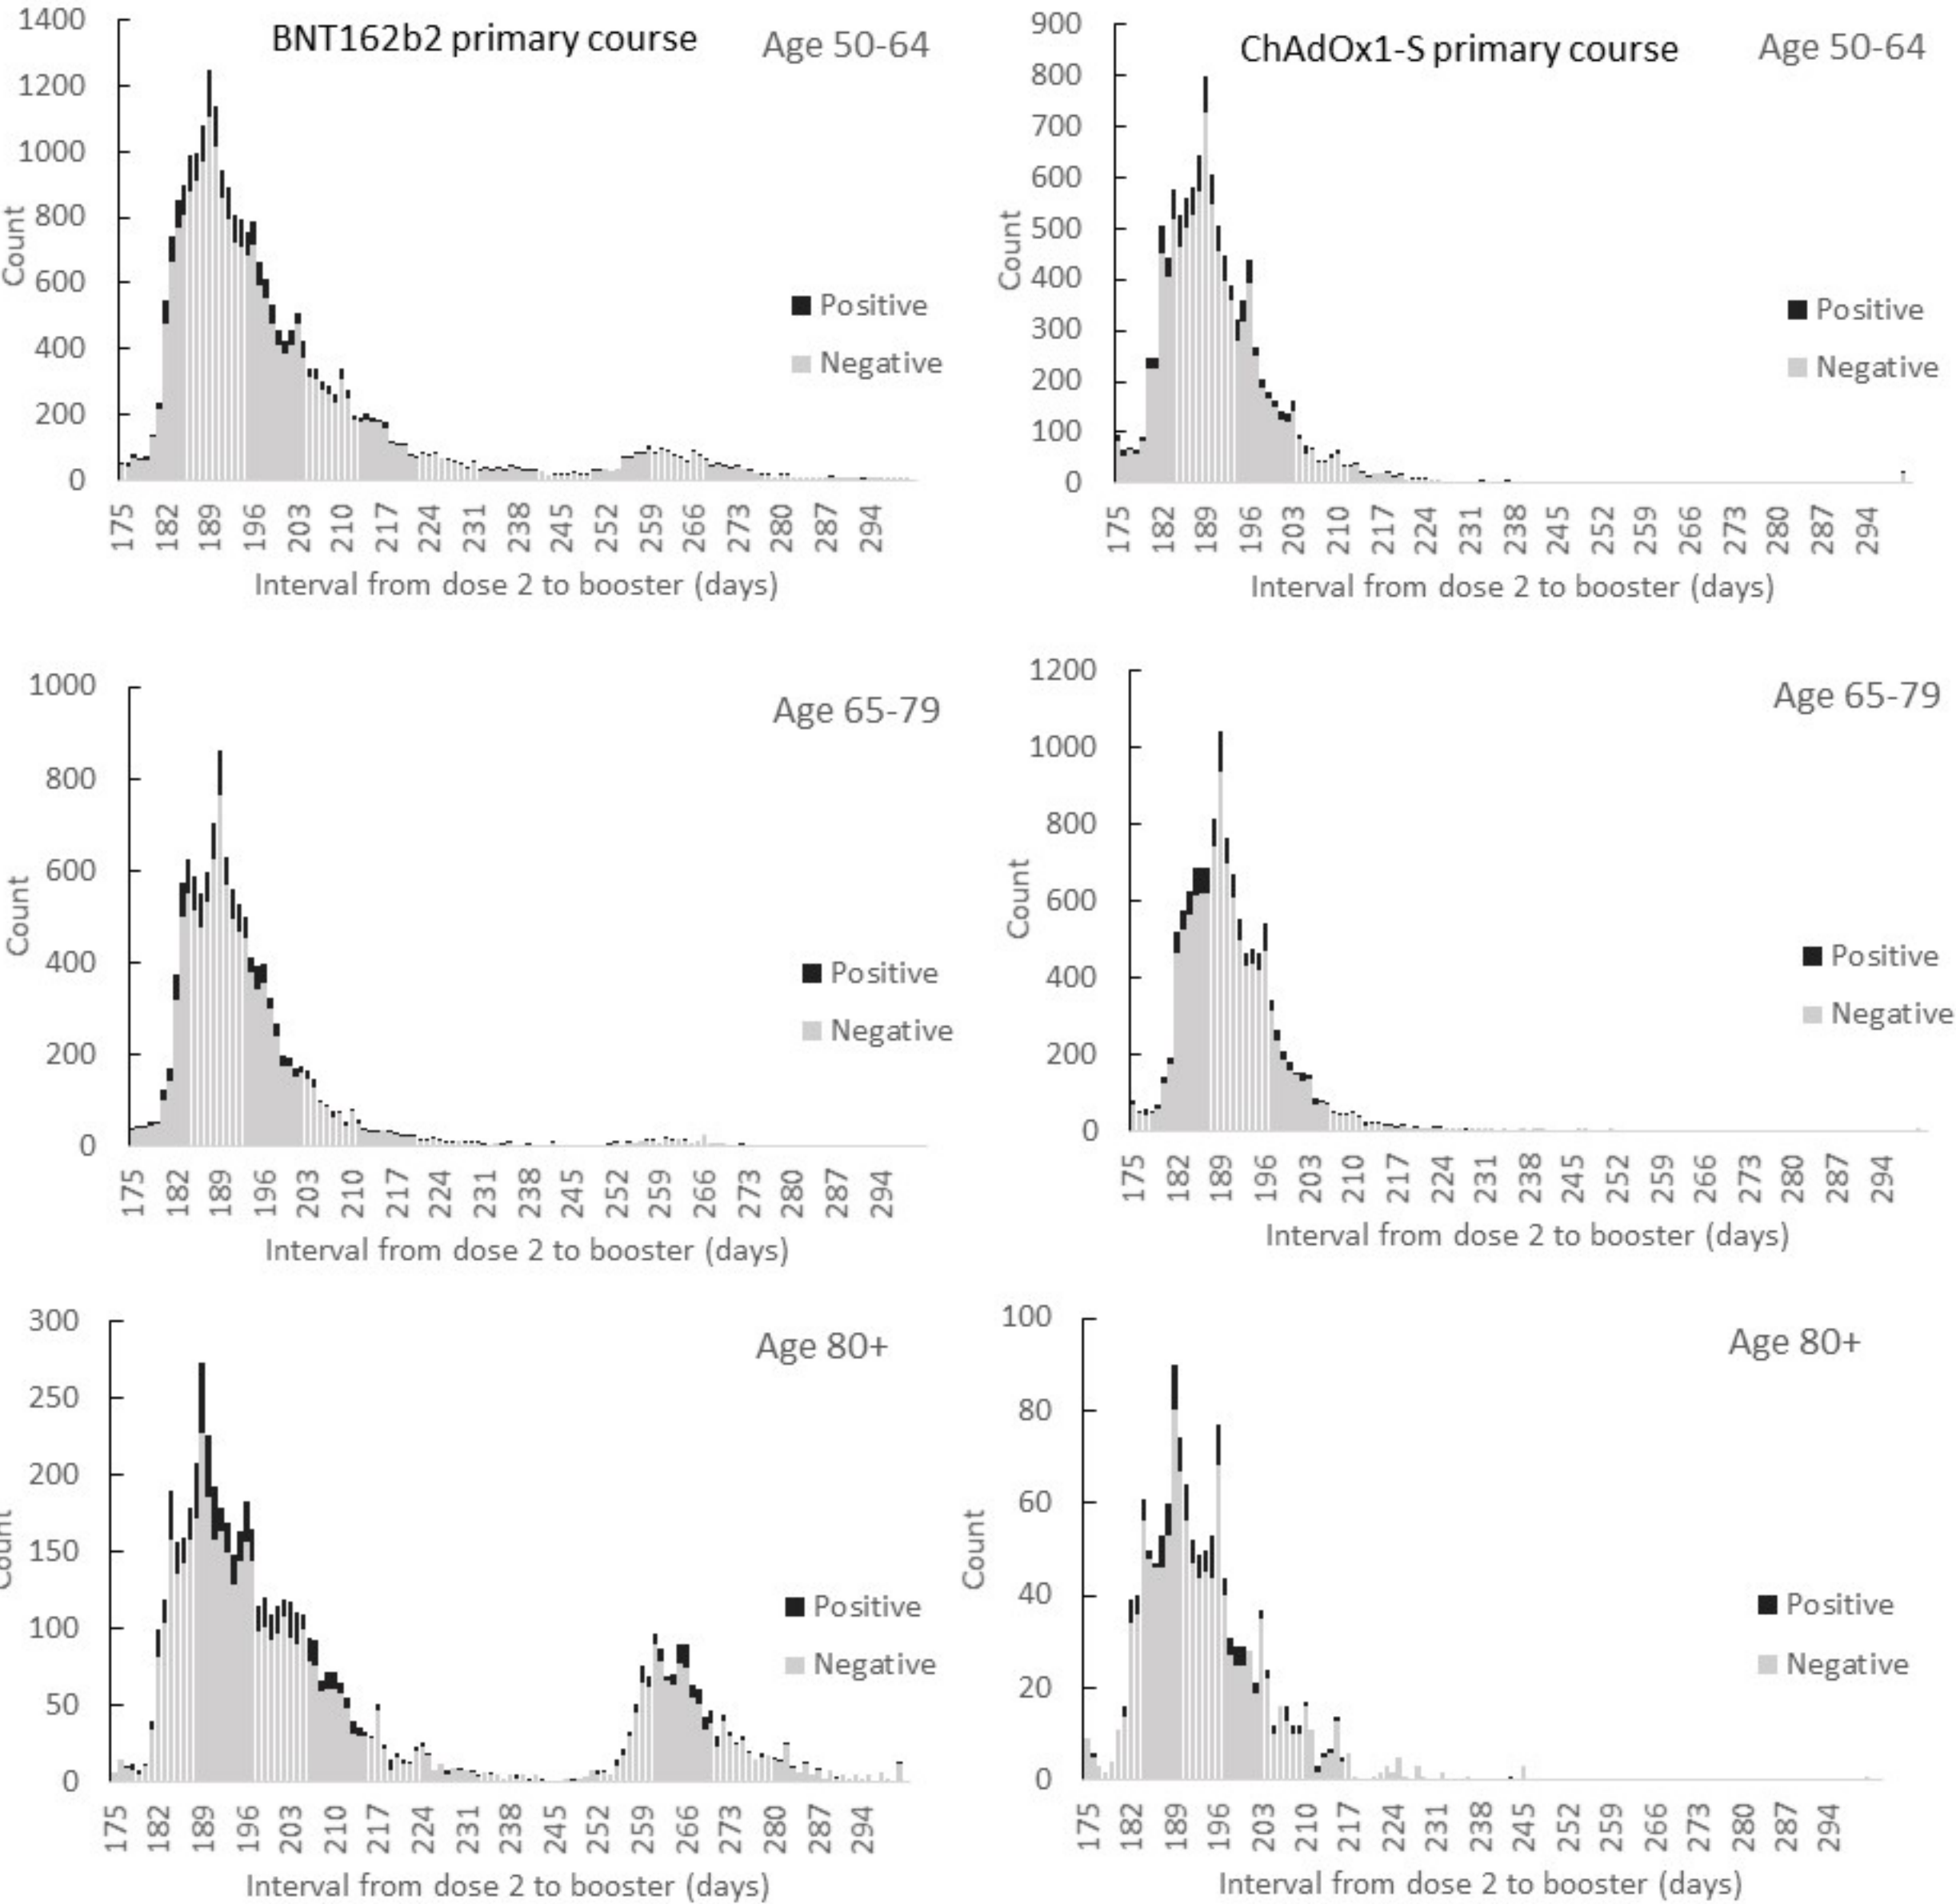 BNT162b2 primary course
Age 50-64
1400
1200
1000
800
600
400
200
0
Count
Positive
Negative
175 182 189 196 203 210 217 224 231 238 245 252 259 266 273 280 287 294
Interval from dose 2 to booster (days)
ChAdOx1-S primary course
Age 50-64
900
800
700
600
500
400
300
200
100
0
Count
Positive
Negative
175 182 189 196 203 210 217 224 231 238 245 252 259 266 273 280 287 294
Interval from dose 2 to booster (days)
Age 65-79
1000
800
600
400
200
0
Count
Positive
Negative
175 182 189 196 203 210 217 224 231 238 245 252 259 266 273 280 287 294
Interval from dose 2 to booster (days)
Age 65-79
1200
1000
800
600
400
200
0
Count
Positive
Negative
175 182 189 196 203 210 217 224 231 238 245 252 259 266 273 280 287 294
Interval from dose 2 to booster (days)
Age 80+
300
250
200
150
100
50
0
Count
Positive
Negative
175 182 189 196 203 210 217 224 231 238 245 252 259 266 273 280 287 294
Interval from dose 2 to booster (days)
Age 80+
100
80
60
40
20
0
Count
Positive
Negative
175 182 189 196 203 210 217 224 231 238 245 252 259 266 273 280 287 294
Interval from dose 2 to booster (days)